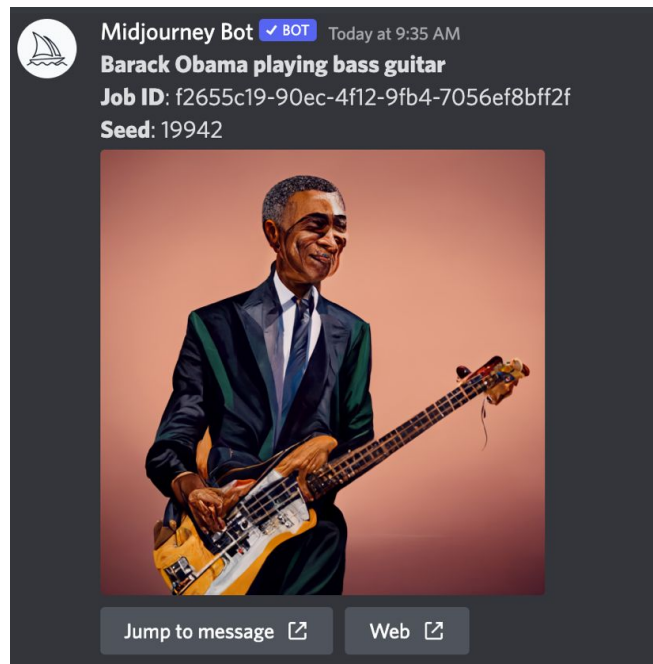 Midjourney Bot ✓ BOT Today at 9:35 AM
Barack Obama playing bass guitar
Job ID: f2655c19-90ec-4f12-9fb4-7056ef8bff2f
Seed: 19942
Jump to message Web